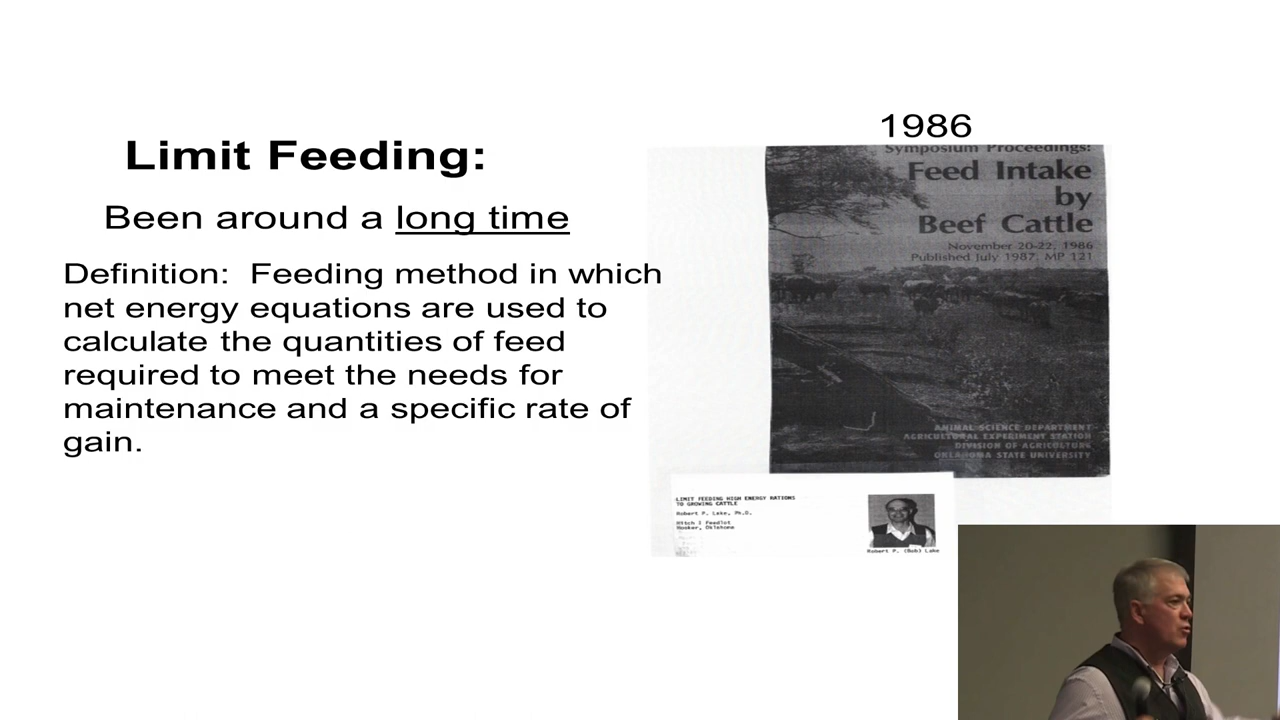 Limit Feeding:
Been around a long time
Definition: Feeding method in which
net energy equations are used to
calculate the quantities of feed
required to meet the needs for
maintenance and a specific rate of
gain.
1986
Symposium Proceedings:
Feed Intake
by
Beef Cattle
November 20-22, 1986
Published July 1987, MP 121
ANIMAL SCIENCE DEPARTMENT
AGRICULTURAL EXPERIMENT STATION
DIVISION OF AGRICULTURE
OKLAHOMA STATE UNIVERSITY
LIMIT FEEDING HIGH ENERGY RATIONS
TO GROWING CATTLE
Robert P. Lake, Ph.D.
Hitch I Feedlot
Hooker, Oklahoma
Robert P. (Bob) Lake